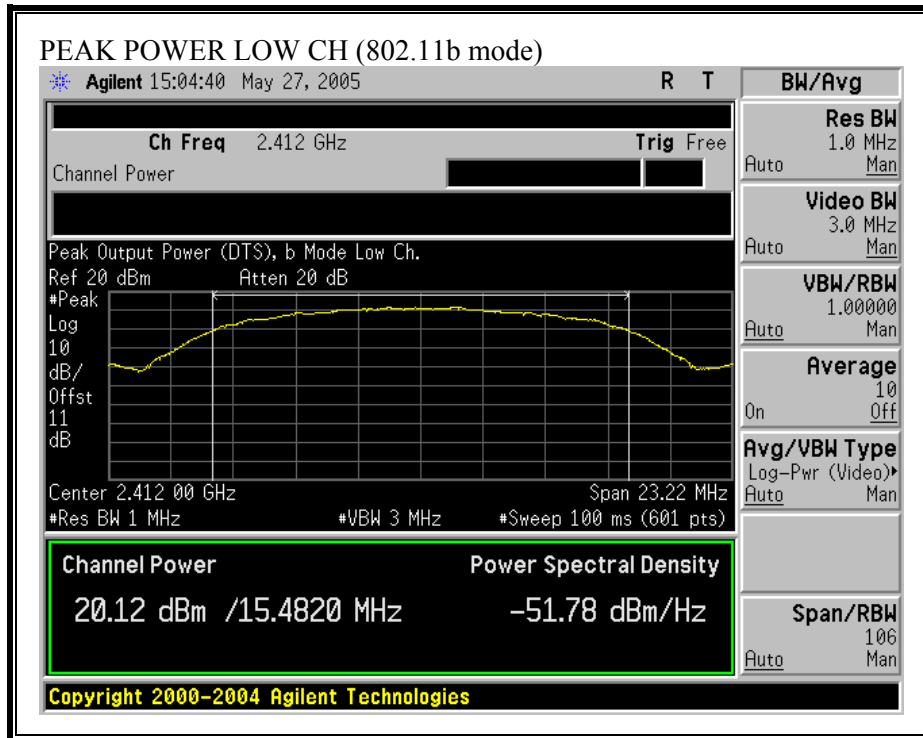 PEAK POWER LOW CH (802.11b mode)
Agilent 15:04:40 May 27, 2005 R T
BW/Avg
Ch Freq 2.412 GHz Trig Free
Channel Power
Peak Output Power (DTS), b Mode Low Ch.
Ref 20 dBm Atten 20 dB
#Peak
Log
10
dB/
Offst
11
dB
Center 2.412 00 GHz Span 23.22 MHz
#Res BW 1 MHz #VBW 3 MHz #Sweep 100 ms (601 pts)
Channel Power Power Spectral Density
20.12 dBm /15.4820 MHz -51.78 dBm/Hz
Res BW
1.0 MHz
Auto Man
Video BW
3.0 MHz
Auto Man
VBW/RBW
1.00000
Auto Man
Average
10
On Off
Avg/VBW Type
Log-Pwr (Video)
Auto Man
Span/RBW
106
Auto Man
Copyright 2000-2004 Agilent Technologies